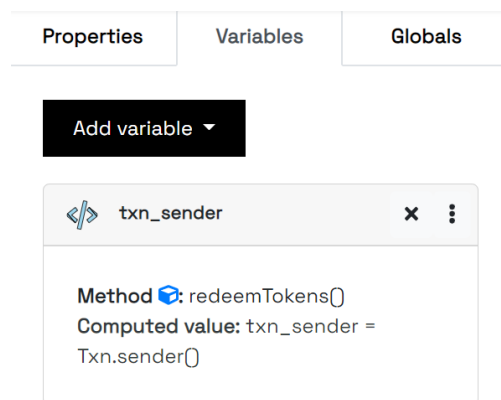 Properties Variables Globals
Add variable
txn_sender
Method : redeemTokens()
Computed value: txn_sender =
Txn.sender()